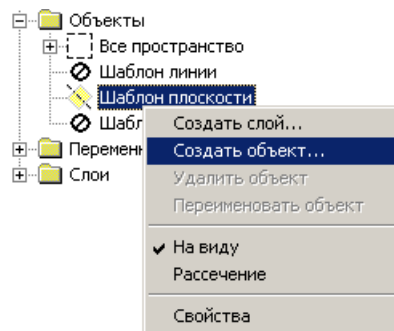 Объекты
Все пространство
Шаблон линии
Шаблон плоскости
Создать слой...
Создать объект...
Удалить объект
Переименовать объект
Слои
На виду
Рассечение
Свойства